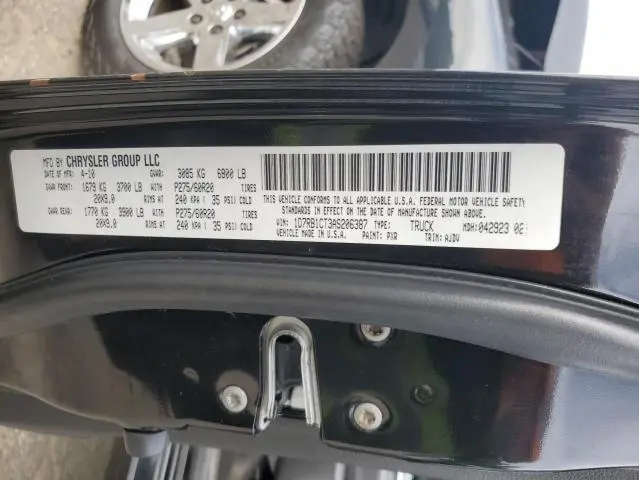 MFD BY CHRYSLER GROUP LLC
DATE OF MFR: 4-10 GVWR: 3085 KG 6800 LB
GAWR FRONT: 1679 KG 3700 LB WITH P275/60R20 TIRES
20X9.0 RIMS AT 240 KPA ( 35 PSI) COLD
GAWR REAR: 1770 KG 3900 LB WITH P275/60R20 TIRES
20X9.0 RIMS AT 240 KPA ( 35 PSI) COLD
THIS VEHICLE CONFORMS TO ALL APPLICABLE U.S.A. FEDERAL MOTOR VEHICLE SAFETY
STANDARDS IN EFFECT ON THE DATE OF MANUFACTURE SHOWN ABOVE.
VIN: 1D7RB1CT3AS206387 TYPE: TRUCK MDH: 042923 02
VEHICLE MADE IN U.S.A. PAINT: PXR TRIM: AJDV